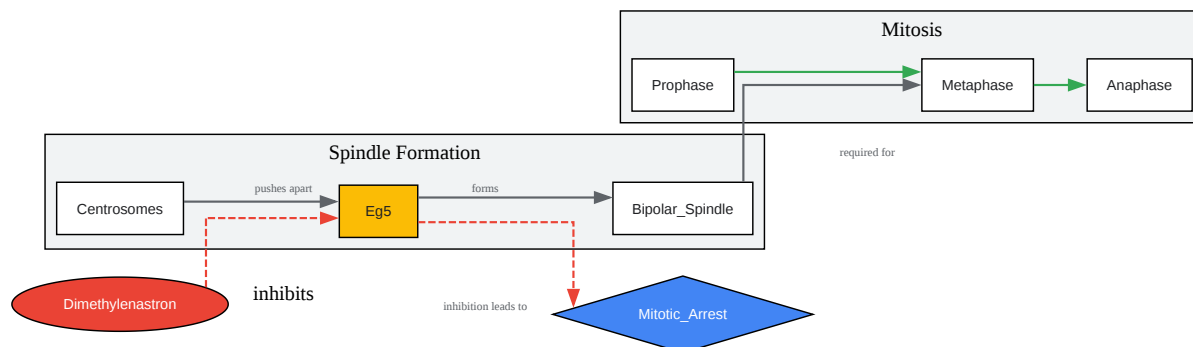 Mitosis
Prophase
Metaphase
Anaphase
required for
Spindle Formation
Centrosomes
pushes apart
Eg5
forms
Bipolar_Spindle
Dimethylenastron
inhibits
inhibition leads to
Mitotic_Arrest